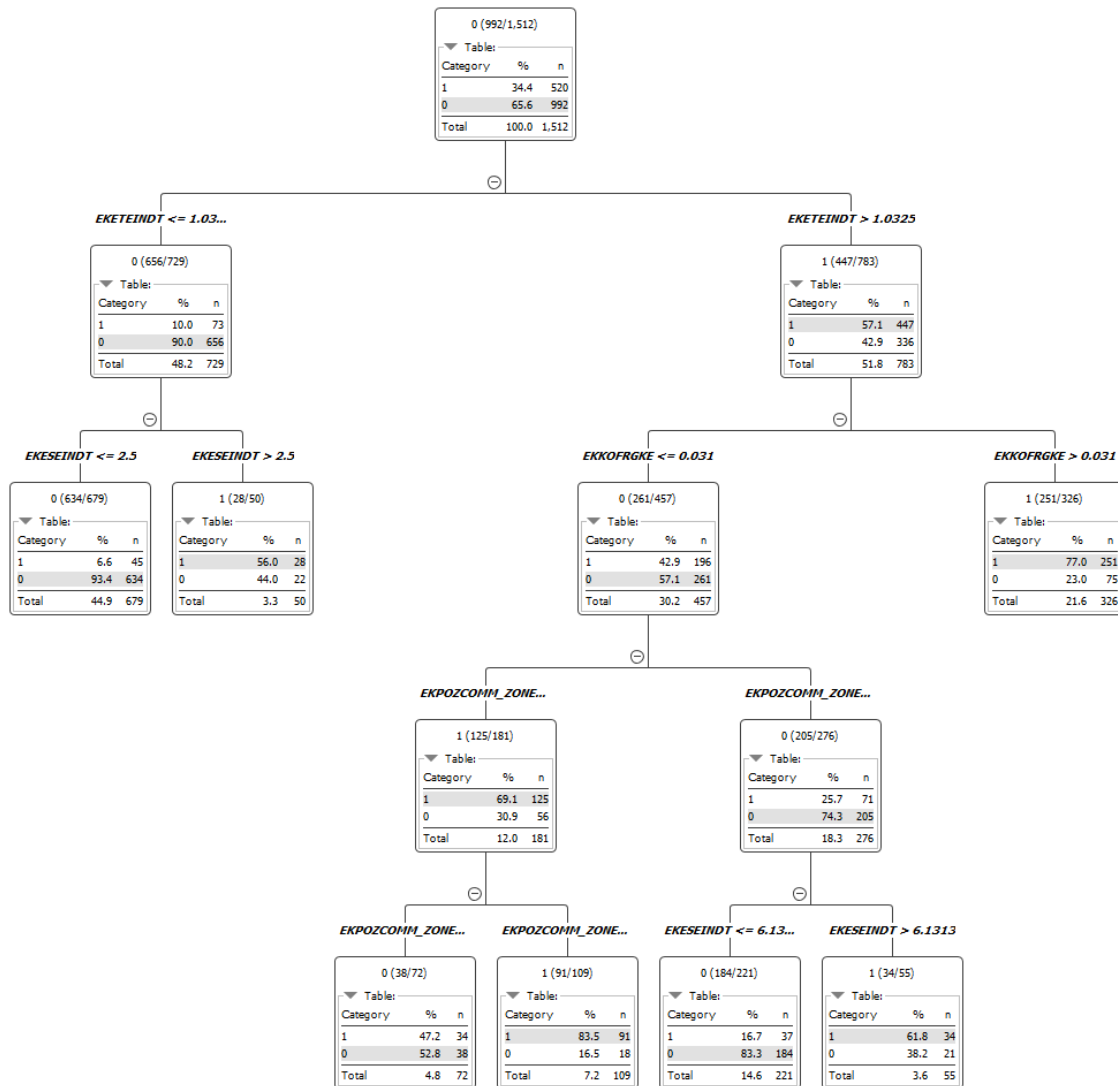 0 (992/1,512)
Table:
Category % n
1 34.4 520
0 65.6 992
Total 100.0 1,512
EKETEINDT <= 1.03...
EKETEINDT > 1.0325
0 (656/729)
Table:
Category % n
1 10.0 73
0 90.0 656
Total 48.2 729
1 (447/783)
Table:
Category % n
1 57.1 447
0 42.9 336
Total 51.8 783
EKESEINDT <= 2.5
EKESEINDT > 2.5
EKKOFRGKE <= 0.031
EKKOFRGKE > 0.031
0 (634/679)
Table:
Category % n
1 6.6 45
0 93.4 634
Total 44.9 679
1 (28/50)
Table:
Category % n
1 56.0 28
0 44.0 22
Total 3.3 50
0 (261/457)
Table:
Category % n
1 42.9 196
0 57.1 261
Total 30.2 457
1 (251/326)
Table:
Category % n
1 77.0 251
0 23.0 75
Total 21.6 326
EKPOZCOMM_ZONE...
EKPOZCOMM_ZONE...
1 (125/181)
Table:
Category % n
1 69.1 125
0 30.9 56
Total 12.0 181
0 (205/276)
Table:
Category % n
1 25.7 71
0 74.3 205
Total 18.3 276
EKPOZCOMM_ZONE...
EKPOZCOMM_ZONE...
EKESEINDT <= 6.13...
EKESEINDT > 6.1313
0 (38/72)
Table:
Category % n
1 47.2 34
0 52.8 38
Total 4.8 72
1 (91/109)
Table:
Category % n
1 83.5 91
0 16.5 18
Total 7.2 109
0 (184/221)
Table:
Category % n
1 16.7 37
0 83.3 184
Total 14.6 221
1 (34/55)
Table:
Category % n
1 61.8 34
0 38.2 21
Total 3.6 55